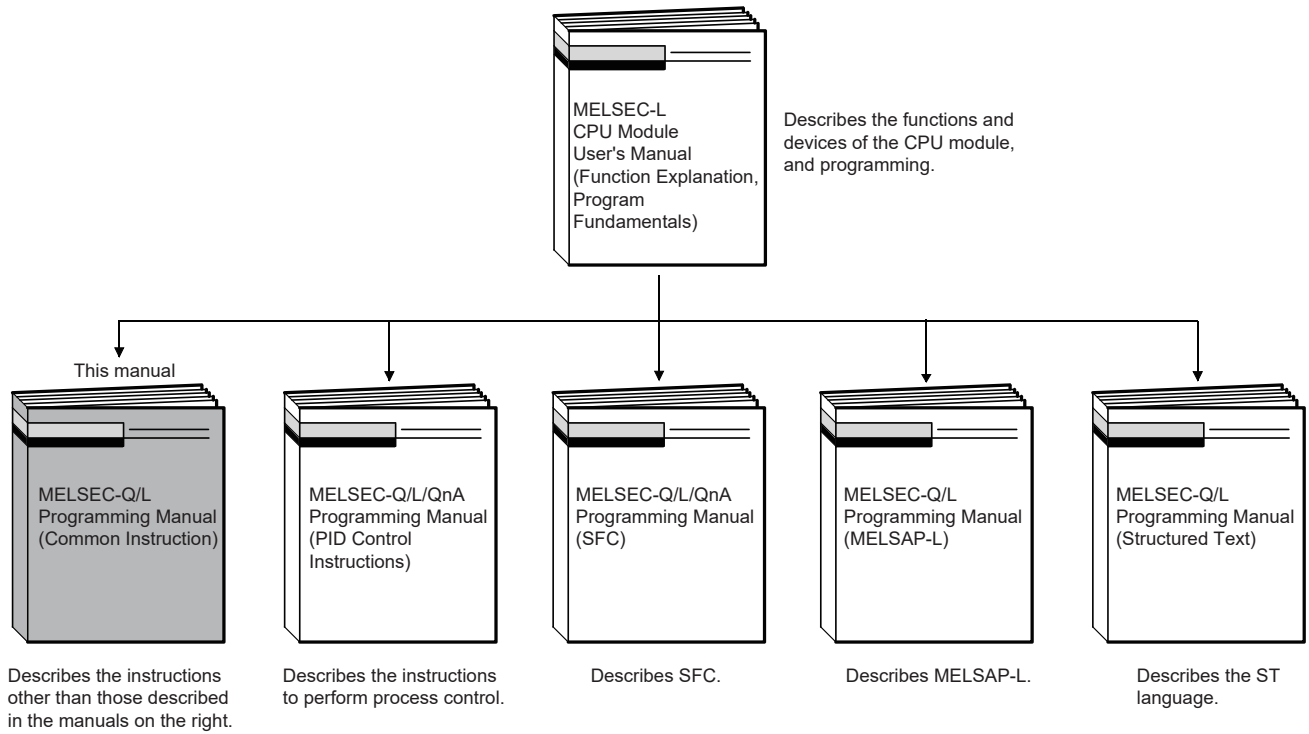 MELSEC-L
CPU Module
User's Manual
(Function Explanation,
Program
Fundamentals)
Describes the functions and
devices of the CPU module,
and programming.
This manual
MELSEC-Q/L
Programming Manual
(Common Instruction)
MELSEC-Q/L/QnA
Programming Manual
(PID Control
Instructions)
MELSEC-Q/L/QnA
Programming Manual
(SFC)
MELSEC-Q/L
Programming Manual
(MELSAP-L)
MELSEC-Q/L
Programming Manual
(Structured Text)
Describes the instructions
other than those described
in the manuals on the right.
Describes the instructions
to perform process control.
Describes SFC.
Describes MELSAP-L.
Describes the ST
language.